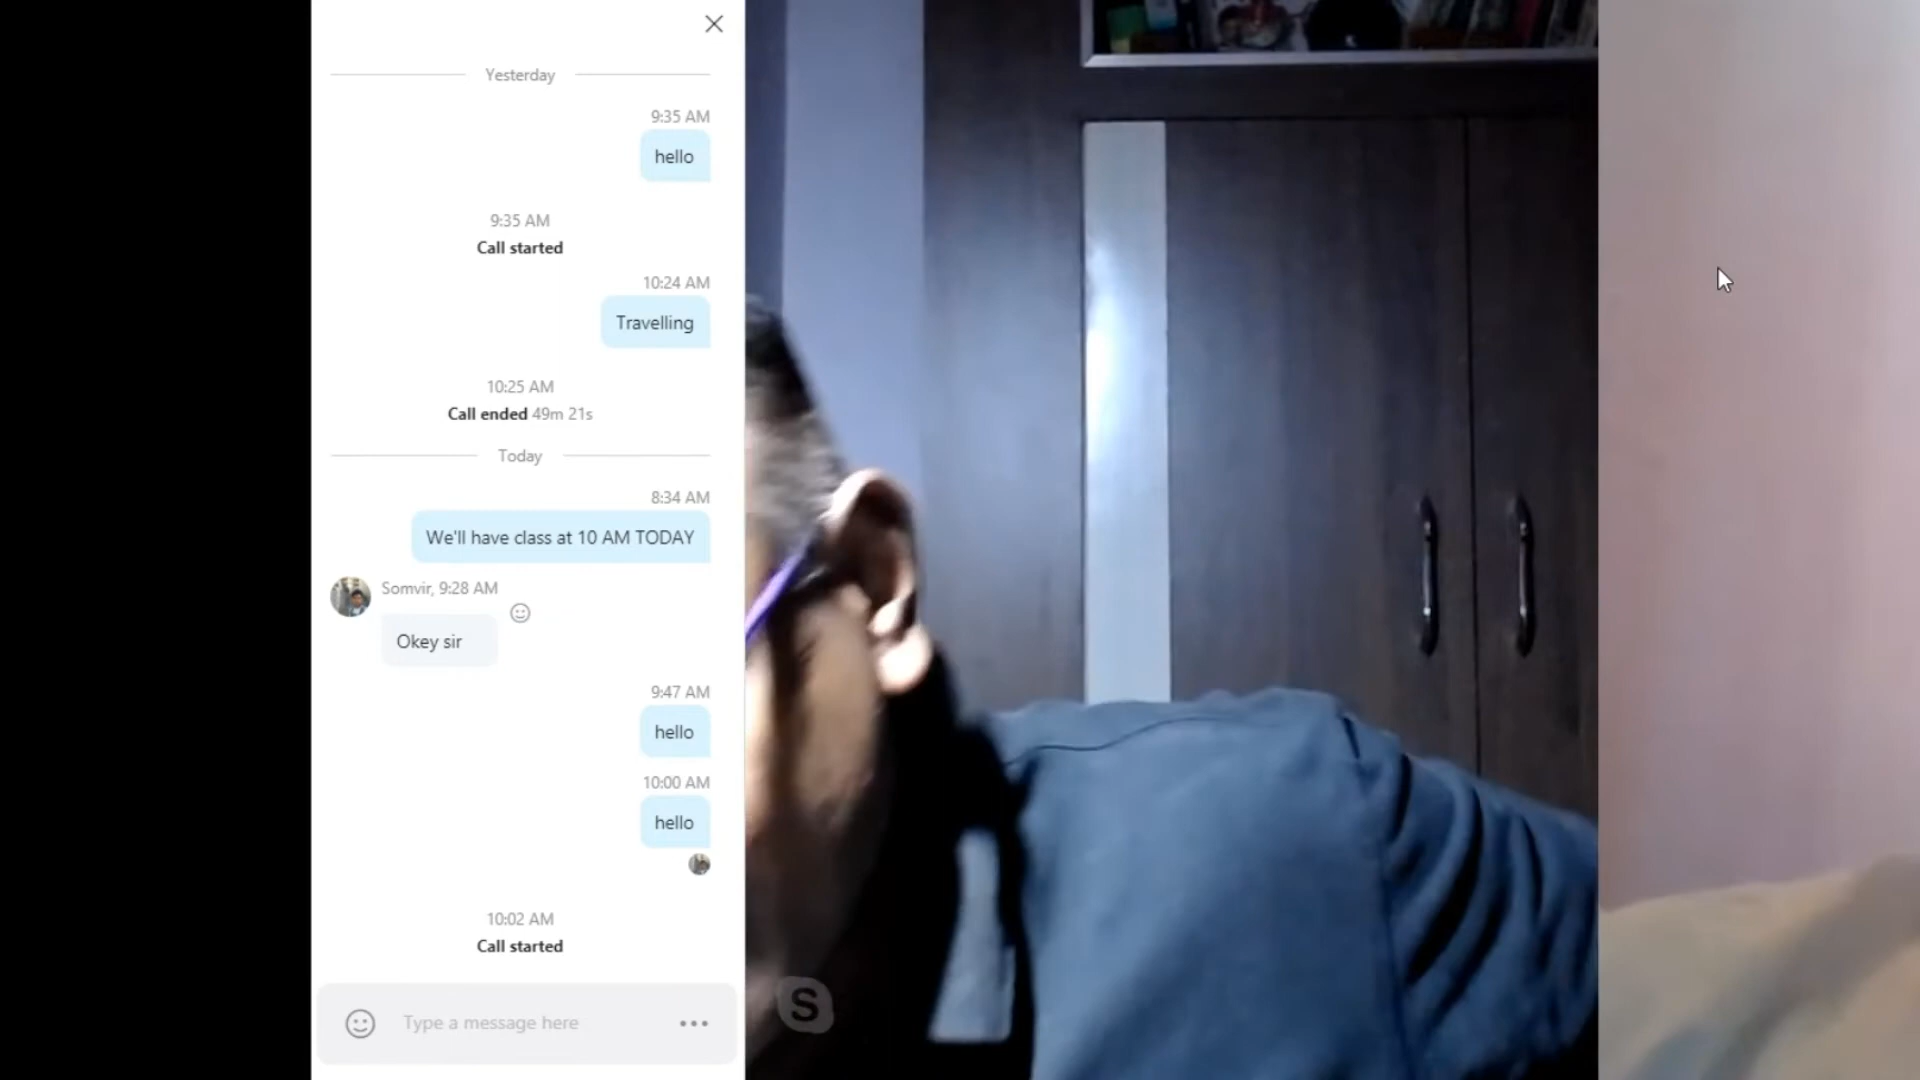 Yesterday
9:35 AM
hello
9:35 AM
Call started
10:24 AM
Travelling
10:25 AM
Call ended 49m 21s
Today
8:34 AM
We'll have class at 10 AM TODAY
Somvir, 9:28 AM
Okey sir
9:47 AM
hello
10:00 AM
hello
10:02 AM
Call started
Type a message here
S